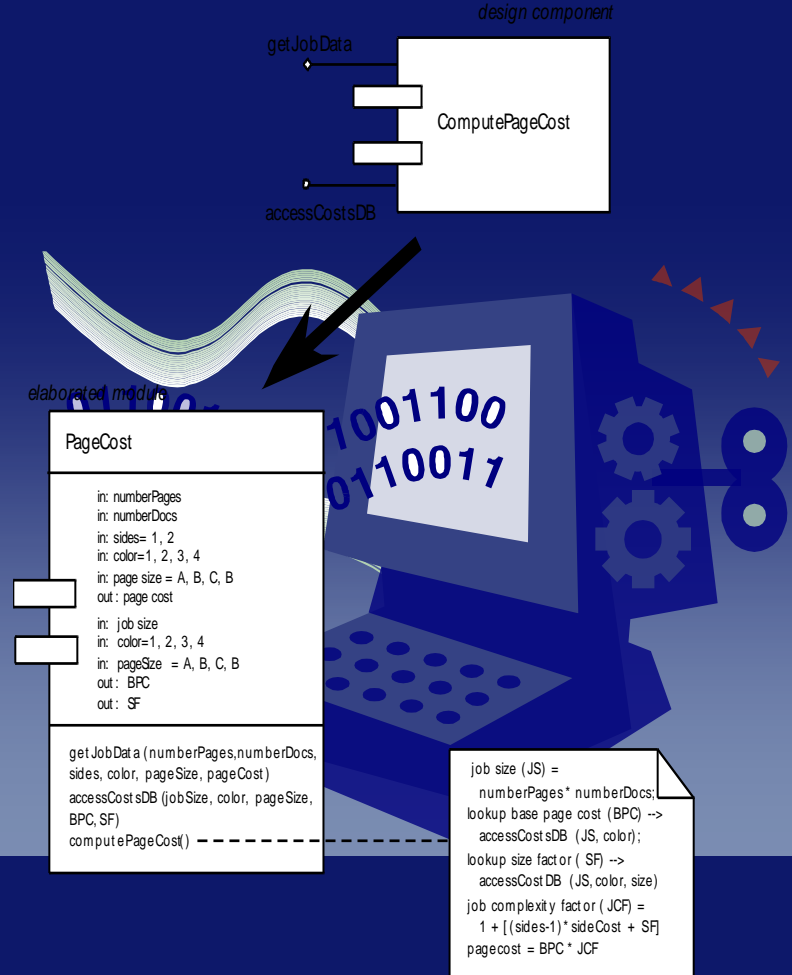 design component
getJobData
ComputePageCost
accessCostsDB
elaborated module
011001
1001100
0110011
PageCost
in: numberPages
in: numberDocs
in: sides= 1, 2
in: color=1, 2, 3, 4
in: page size = A, B, C, B
out: page cost
in: job size
in: color=1, 2, 3, 4
in: pageSize = A, B, C, B
out: BPC
out: SF
getJobData (numberPages,numberDocs,
sides, color, pageSize, pageCost)
accessCostsDB (jobSize, color, pageSize,
BPC, SF)
computePageCost()
job size (JS) =
numberPages* numberDocs;
lookup base page cost (BPC) -->
accessCostsDB (JS, color);
lookup size factor (SF) -->
accessCostDB (JS, color, size)
job complexity factor (JCF) =
1 + [(sides-1)*sideCost + SF]
pagecost = BPC * JCF